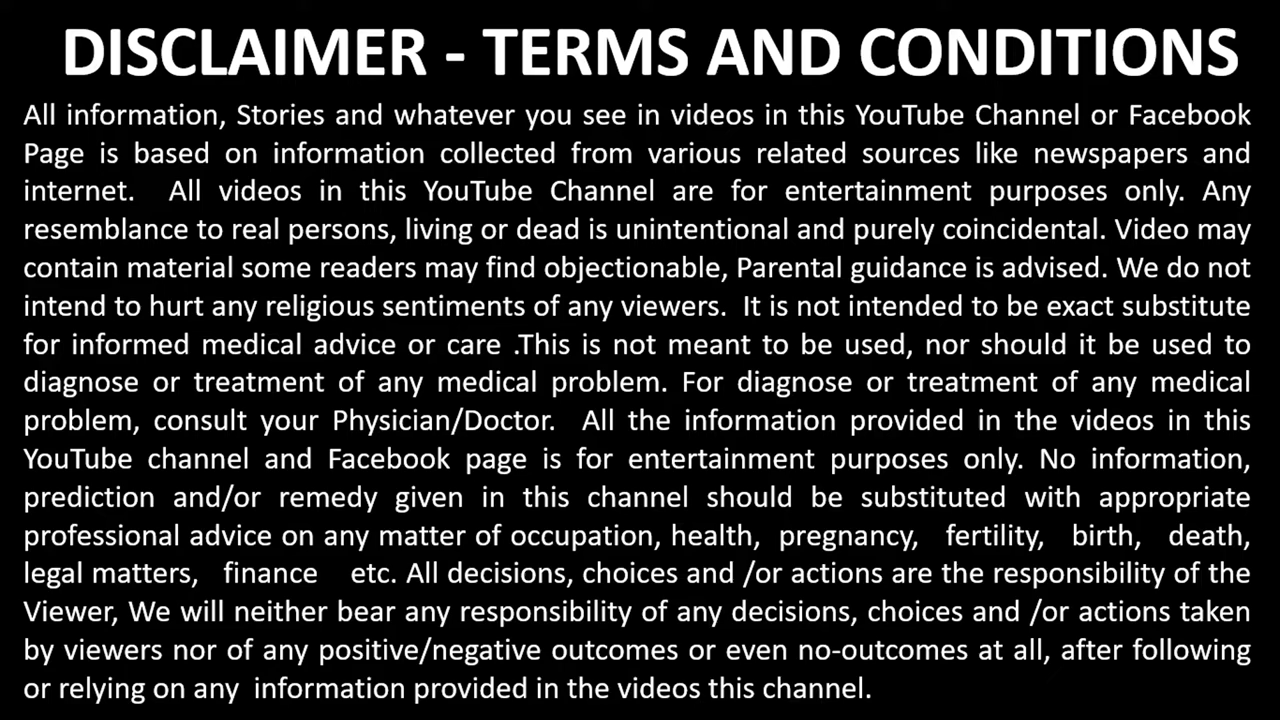 DISCLAIMER - TERMS AND CONDITIONS
All information, Stories and whatever you see in videos in this YouTube Channel or Facebook
Page is based on information collected from various related sources like newspapers and
internet. All videos in this YouTube Channel are for entertainment purposes only. Any
resemblance to real persons, living or dead is unintentional and purely coincidental. Video may
contain material some readers may find objectionable, Parental guidance is advised. We do not
intend to hurt any religious sentiments of any viewers. It is not intended to be exact substitute
for informed medical advice or care .This is not meant to be used, nor should it be used to
diagnose or treatment of any medical problem. For diagnose or treatment of any medical
problem, consult your Physician/Doctor. All the information provided in the videos in this
YouTube channel and Facebook page is for entertainment purposes only. No information,
prediction and/or remedy given in this channel should be substituted with appropriate
professional advice on any matter of occupation, health, pregnancy, fertility, birth, death,
legal matters, finance etc. All decisions, choices and /or actions are the responsibility of the
Viewer, We will neither bear any responsibility of any decisions, choices and /or actions taken
by viewers nor of any positive/negative outcomes or even no-outcomes at all, after following
or relying on any information provided in the videos this channel.